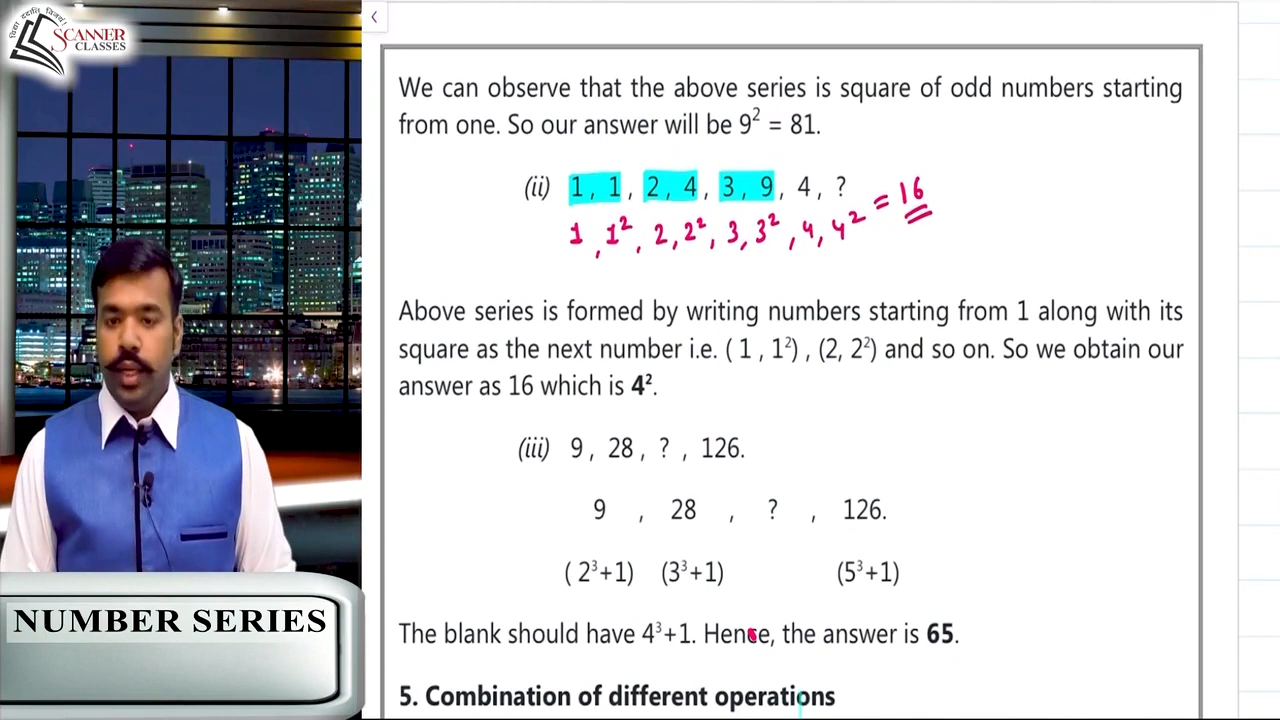 विद्या ददाति विनयं।
SCANNER
CLASSES
We can observe that the above series is square of odd numbers starting
from one. So our answer will be 9² = 81.
(ii) 1, 1, 2, 4, 3, 9, 4, ?
1, 1², 2, 2², 3, 3², 4, 4² = 16
Above series is formed by writing numbers starting from 1 along with its
square as the next number i.e. ( 1 , 1²) , (2, 2²) and so on. So we obtain our
answer as 16 which is 4².
(iii) 9, 28, ?, 126.
9 , 28 , ? , 126.
( 2³+1) (3³+1) (5³+1)
The blank should have 4³+1. Hence, the answer is 65.
5. Combination of different operations
NUMBER SERIES